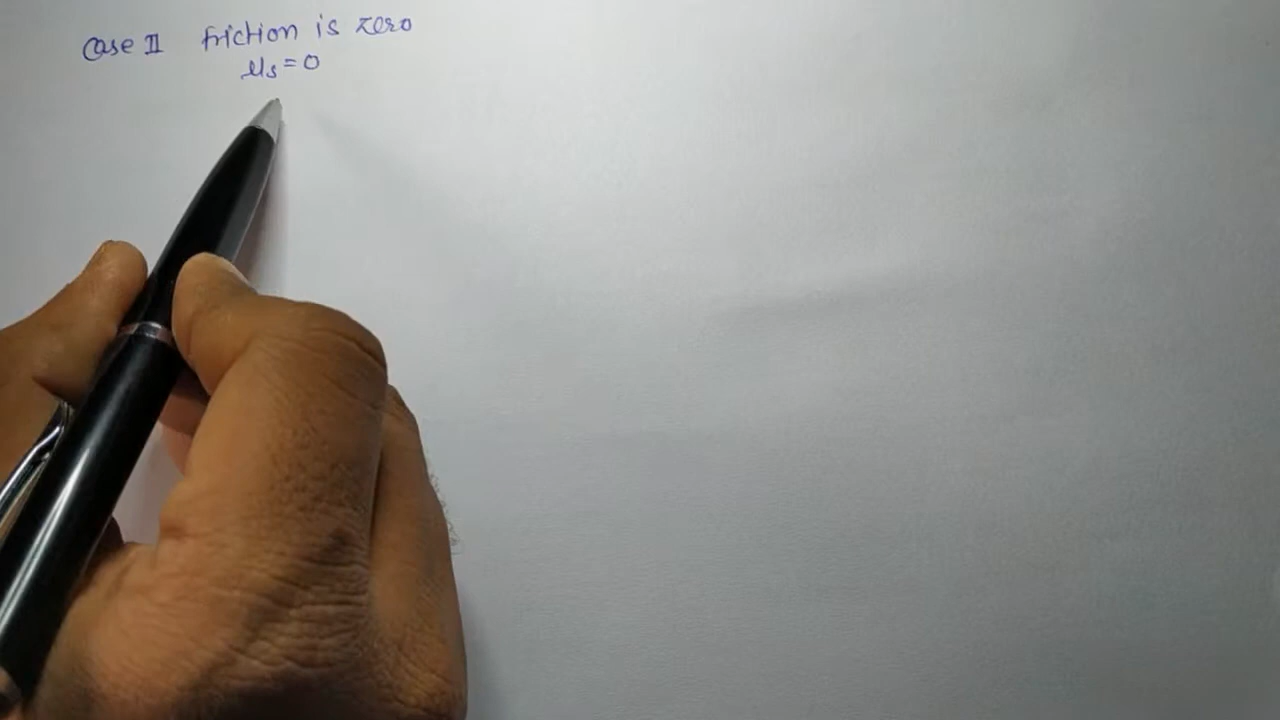 Case II friction is zero
μs = 0